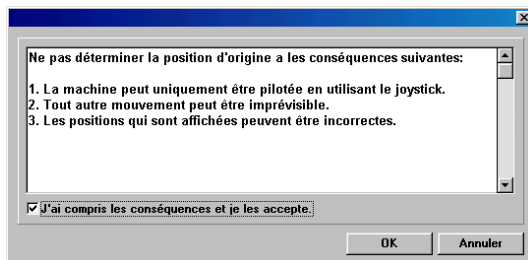 Ne pas déterminer la position d'origine a les conséquences suivantes:
1. La machine peut uniquement être pilotée en utilisant le joystick.
2. Tout autre mouvement peut être imprévisible.
3. Les positions qui sont affichées peuvent être incorrectes.
J'ai compris les conséquences et je les accepte.
OK
Annuler